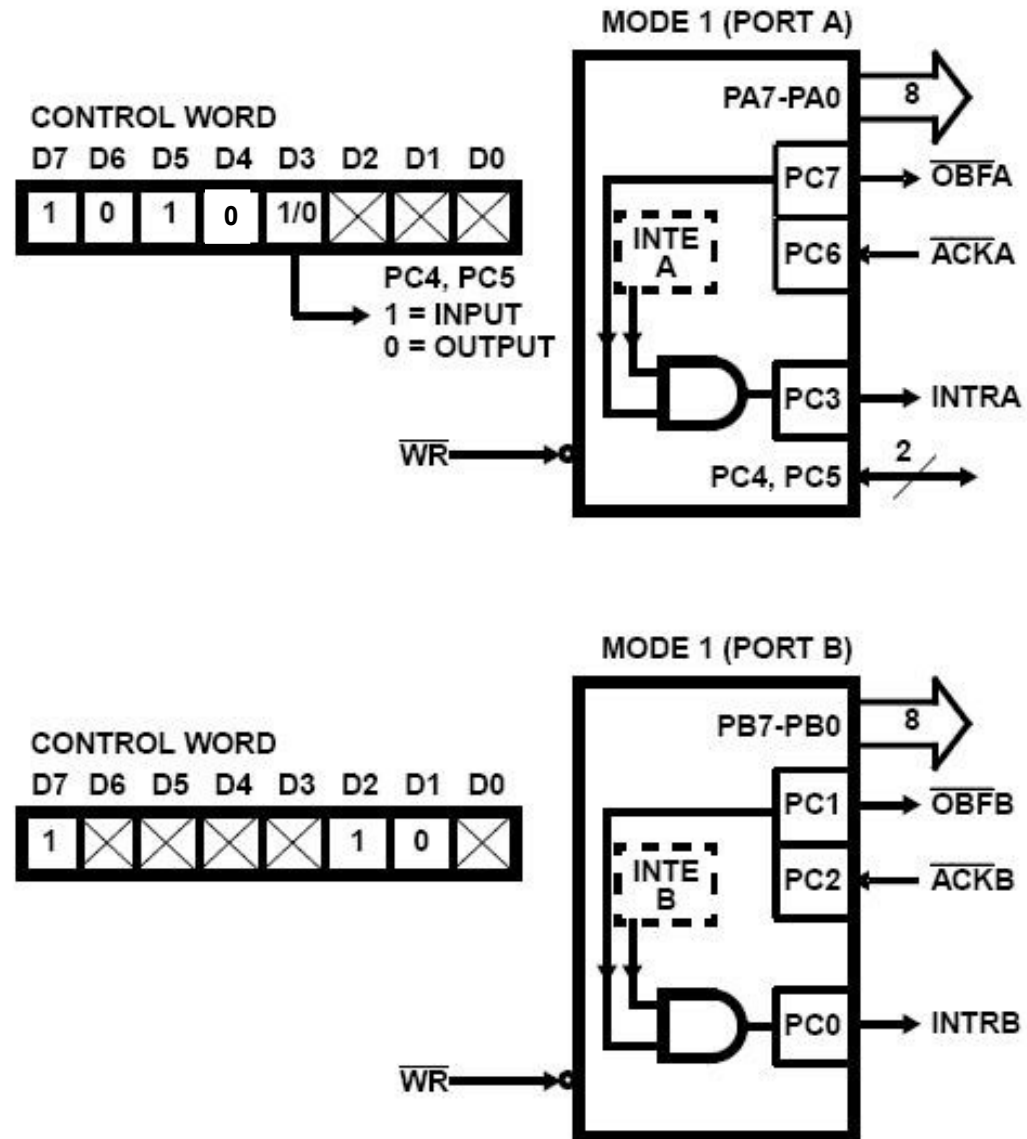 MODE 1 (PORT A)
PA7-PA0
8
CONTROL WORD
D7 D6 D5 D4 D3 D2 D1 D0
1 0 1 0 1/0
PC4, PC5
1 = INPUT
0 = OUTPUT
PC7
OBFA
INTE
A
PC6
ACKA
PC3
INTRA
WR
PC4, PC5
2
MODE 1 (PORT B)
PB7-PB0
8
CONTROL WORD
D7 D6 D5 D4 D3 D2 D1 D0
1 1 0
PC1
OBFB
INTE
B
PC2
ACKB
PC0
INTRB
WR